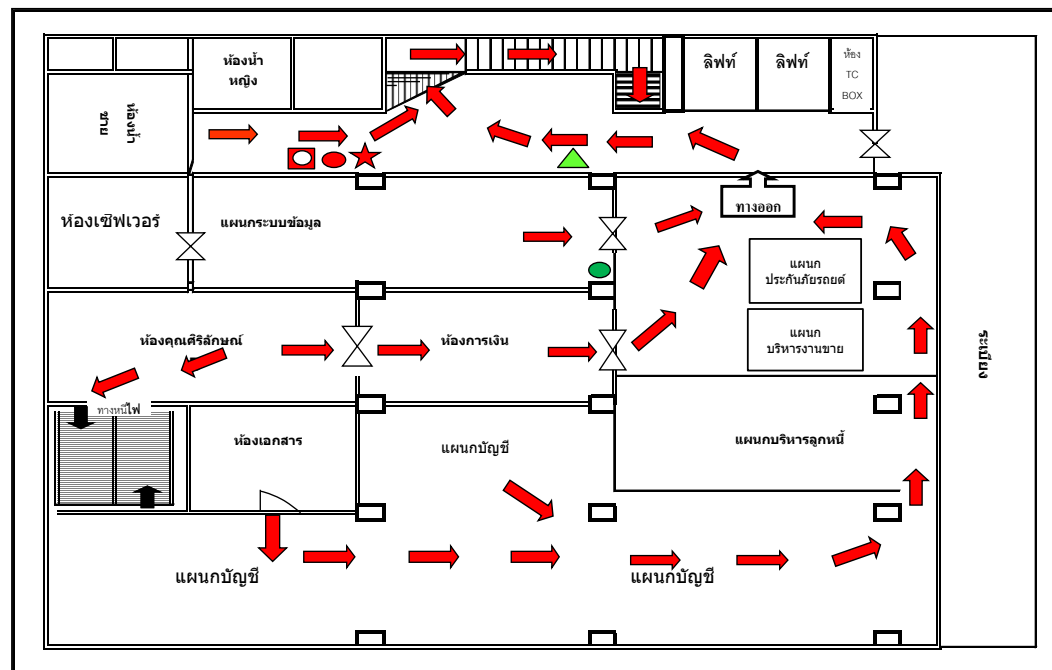 ห้องน้ำ
หญิง
ลิฟท์
ลิฟท์
ห้อง
TC
BOX
ห้องน้ำ
ชาย
ห้องเซิฟเวอร์
แผนกระบบข้อมูล
ทางออก
แผนก
ประกันภัยรถยต์
แผนก
บริหารงานขาย
ห้องคุณศิริลักษณ์
ห้องการเงิน
ระเบียง
ทางหนีไฟ
ห้องเอกสาร
แผนกบัญชี
แผนกบริหารลูกหนี้
แผนกบัญชี
แผนกบัญชี